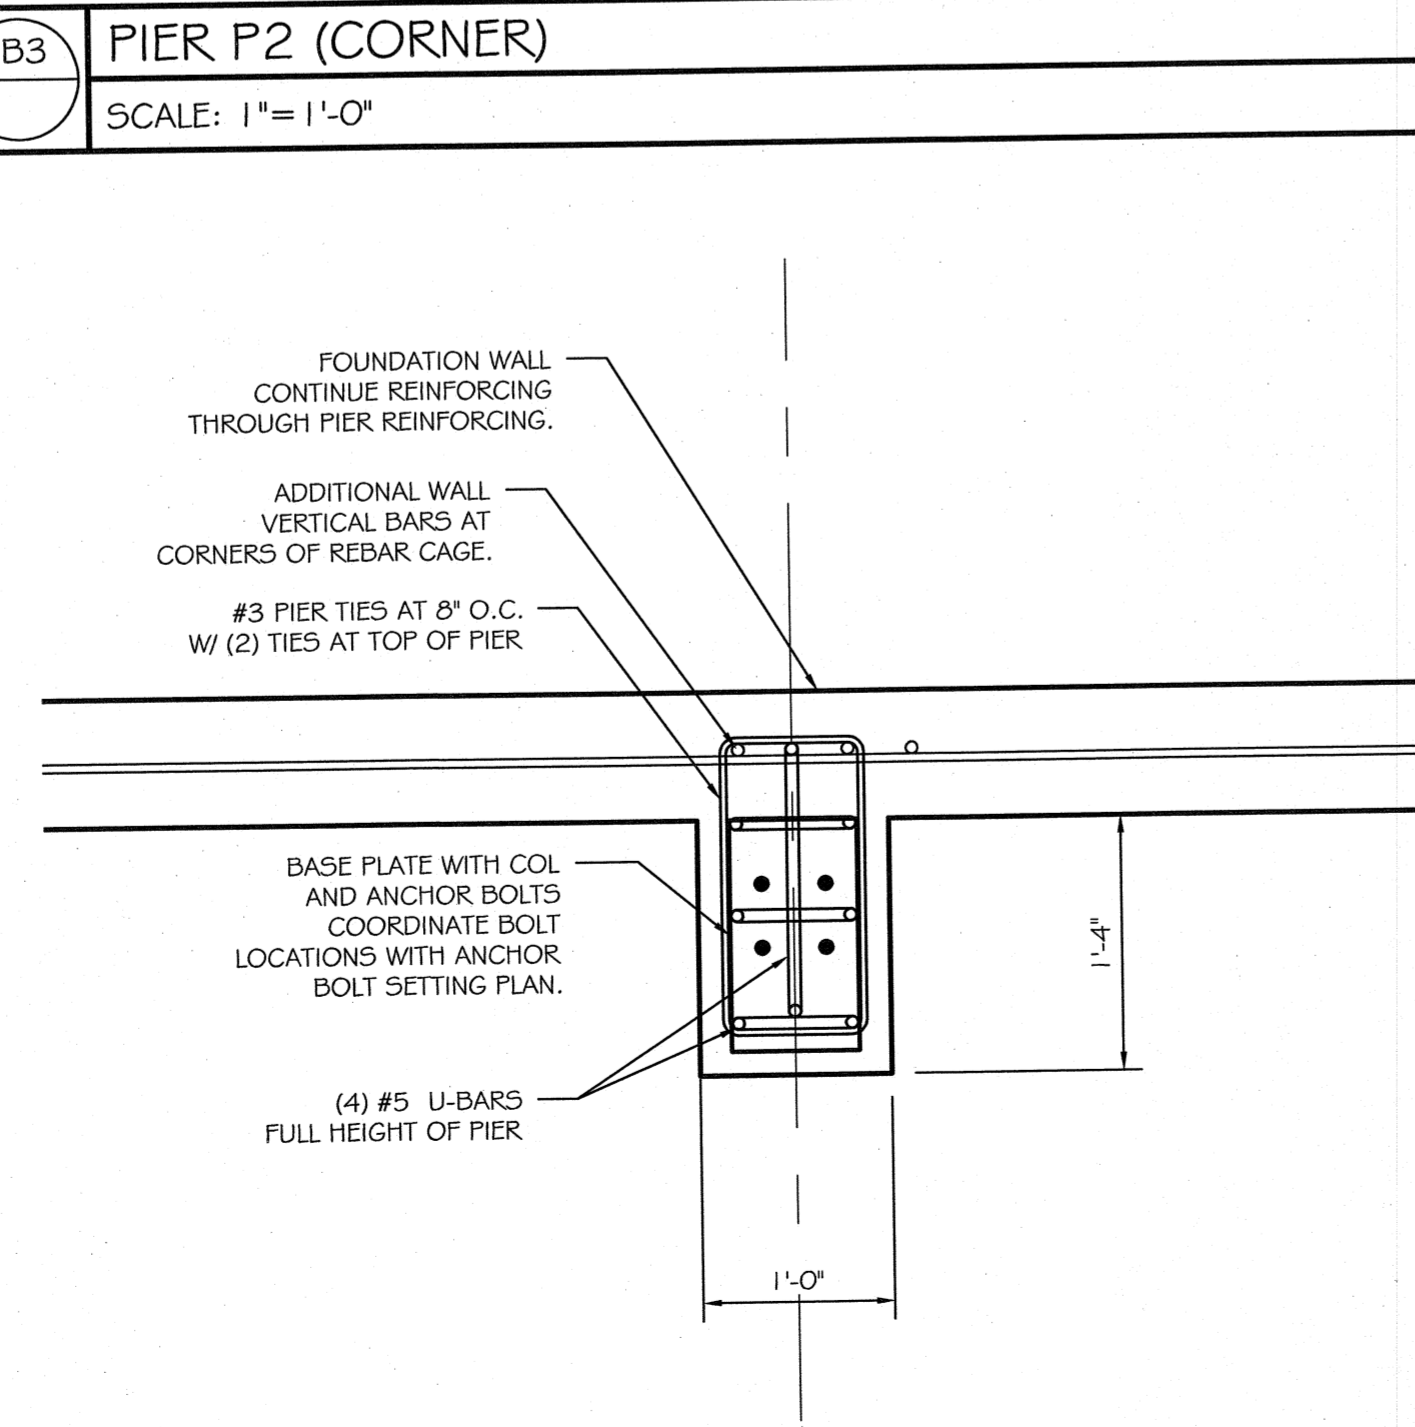 B3
PIER P2 (CORNER)
SCALE: 1"= 1'-0"
FOUNDATION WALL
CONTINUE REINFORCING
THROUGH PIER REINFORCING.
ADDITIONAL WALL
VERTICAL BARS AT
CORNERS OF REBAR CAGE.
#3 PIER TIES AT 8" O.C.
W/ (2) TIES AT TOP OF PIER
BASE PLATE WITH COL
AND ANCHOR BOLTS
COORDINATE BOLT
LOCATIONS WITH ANCHOR
BOLT SETTING PLAN.
1'-4"
(4) #5 U-BARS
FULL HEIGHT OF PIER
1'-0"